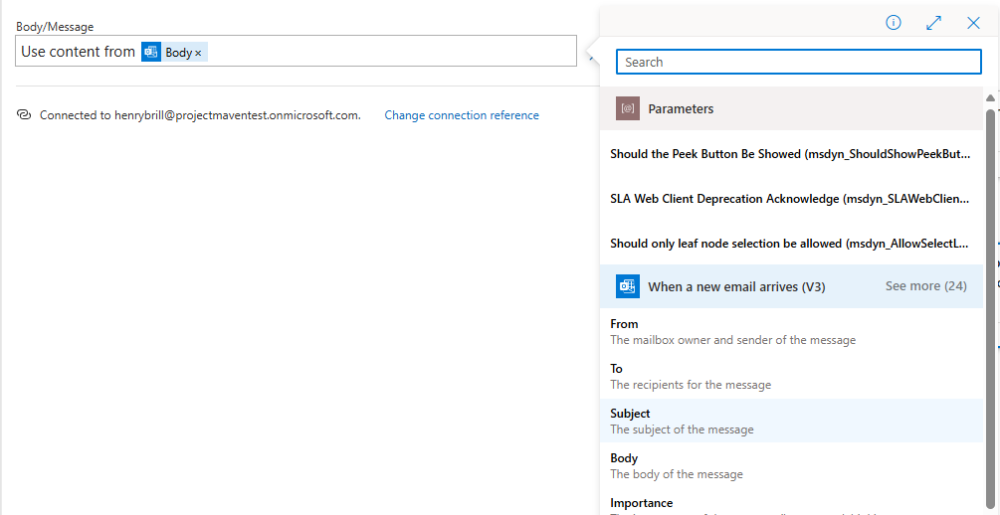 Body/Message
Use content from Body ×
Connected to henrybrill@projectmaventest.onmicrosoft.com. Change connection reference
Search
[@] Parameters
Should the Peek Button Be Showed (msdyn_ShouldShowPeekBut...
SLA Web Client Deprecation Acknowledge (msdyn_SLAWebClien...
Should only leaf node selection be allowed (msdyn_AllowSelectL...
When a new email arrives (V3) See more (24)
From
The mailbox owner and sender of the message
To
The recipients for the message
Subject
The subject of the message
Body
The body of the message
Importance